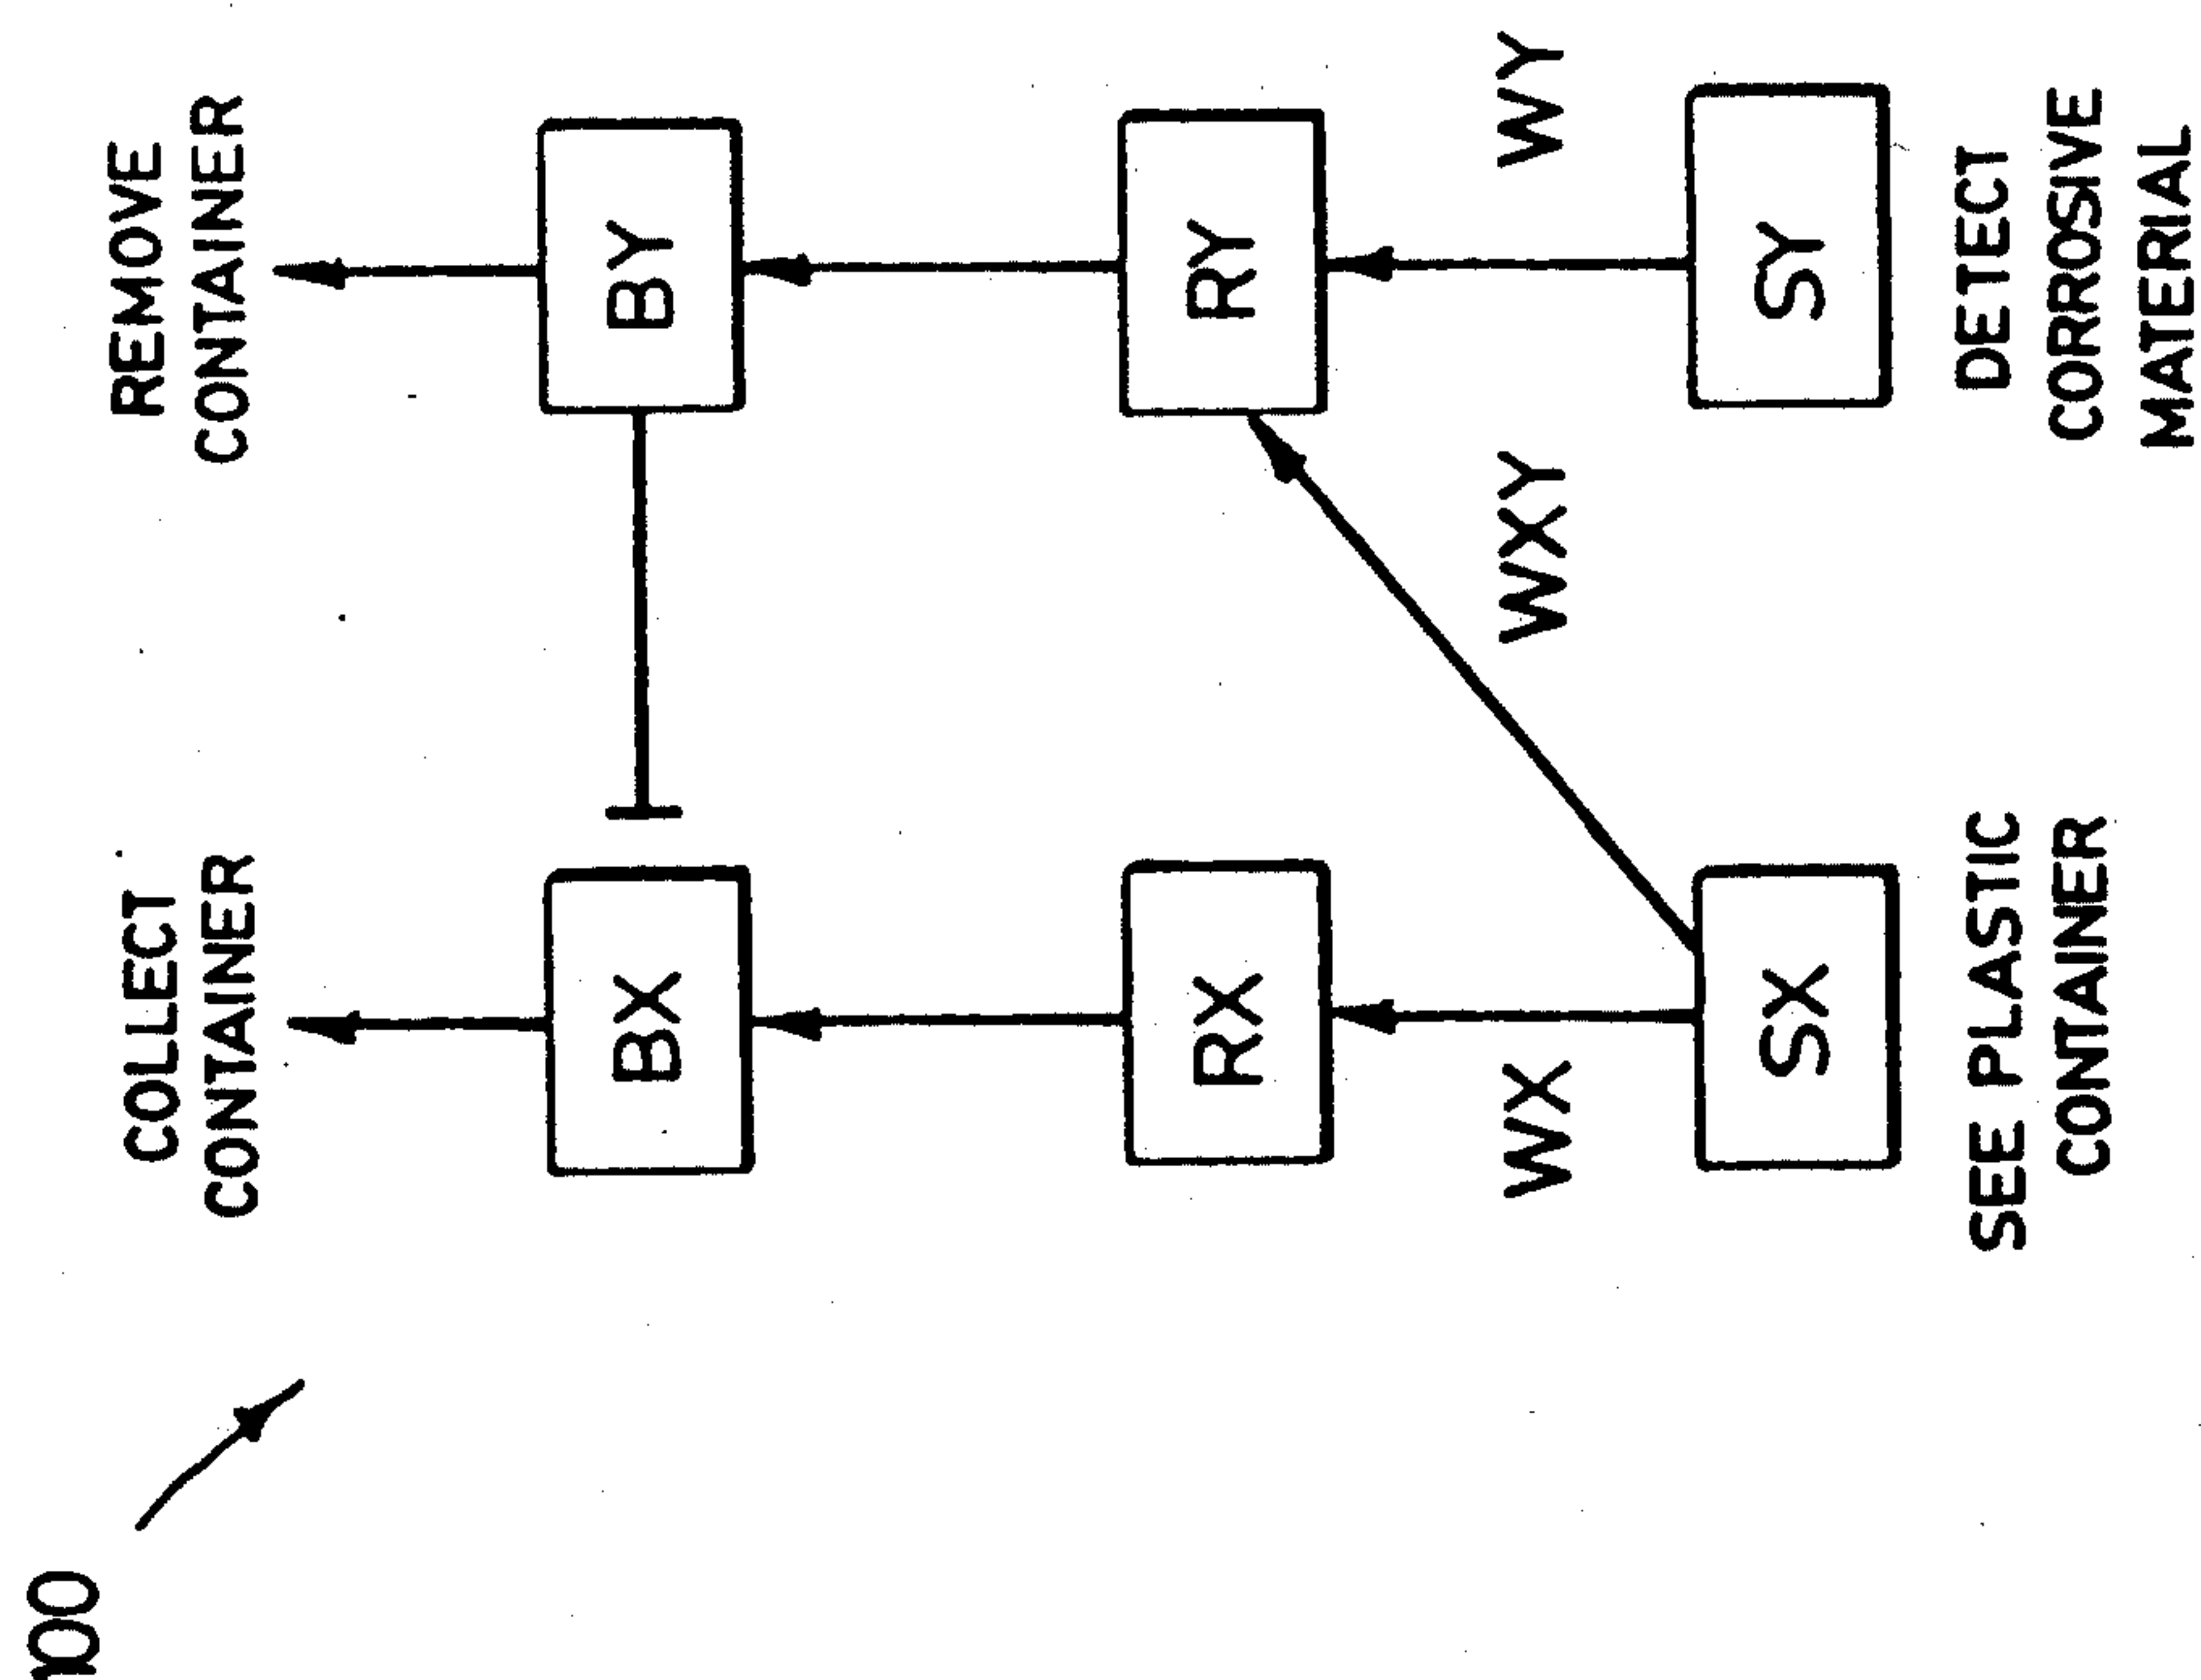 COLLECT
CONTAINER
REMOVE
CONTAINER
BX
BY
RX
RY
WX
WXY
WY
SX
SY
SEE PLASTIC
CONTAINER
DETECT
CORROSIVE
MATERIAL